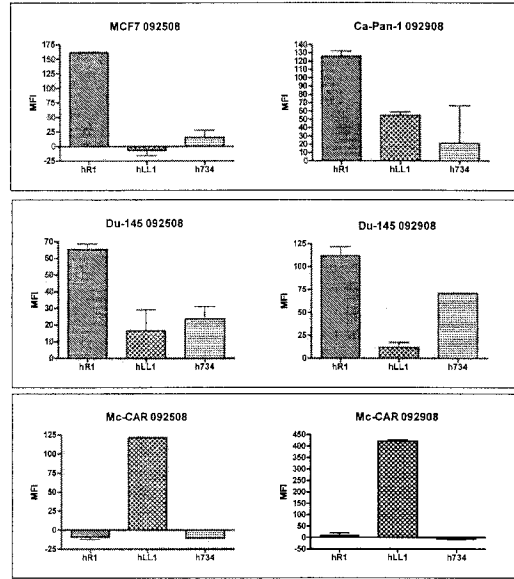 MCF7 092508
MFI
175
150
125
100
75
50
25
0
-25
hR1
hLL1
h734
Ca-Pan-1 092908
MFI
140
130
120
110
100
90
80
70
60
50
40
30
20
10
0
hR1
hLL1
h734
Du-145 092508
MFI
70
60
50
40
30
20
10
0
hR1
hLL1
h734
Du-145 092908
MFI
125
100
75
50
25
0
hR1
hLL1
h734
Mc-CAR 092508
MFI
125
100
75
50
25
0
-25
hR1
hLL1
h734
Mc-CAR 092908
MFI
450
400
350
300
250
200
150
100
50
0
-50
hR1
hLL1
h734